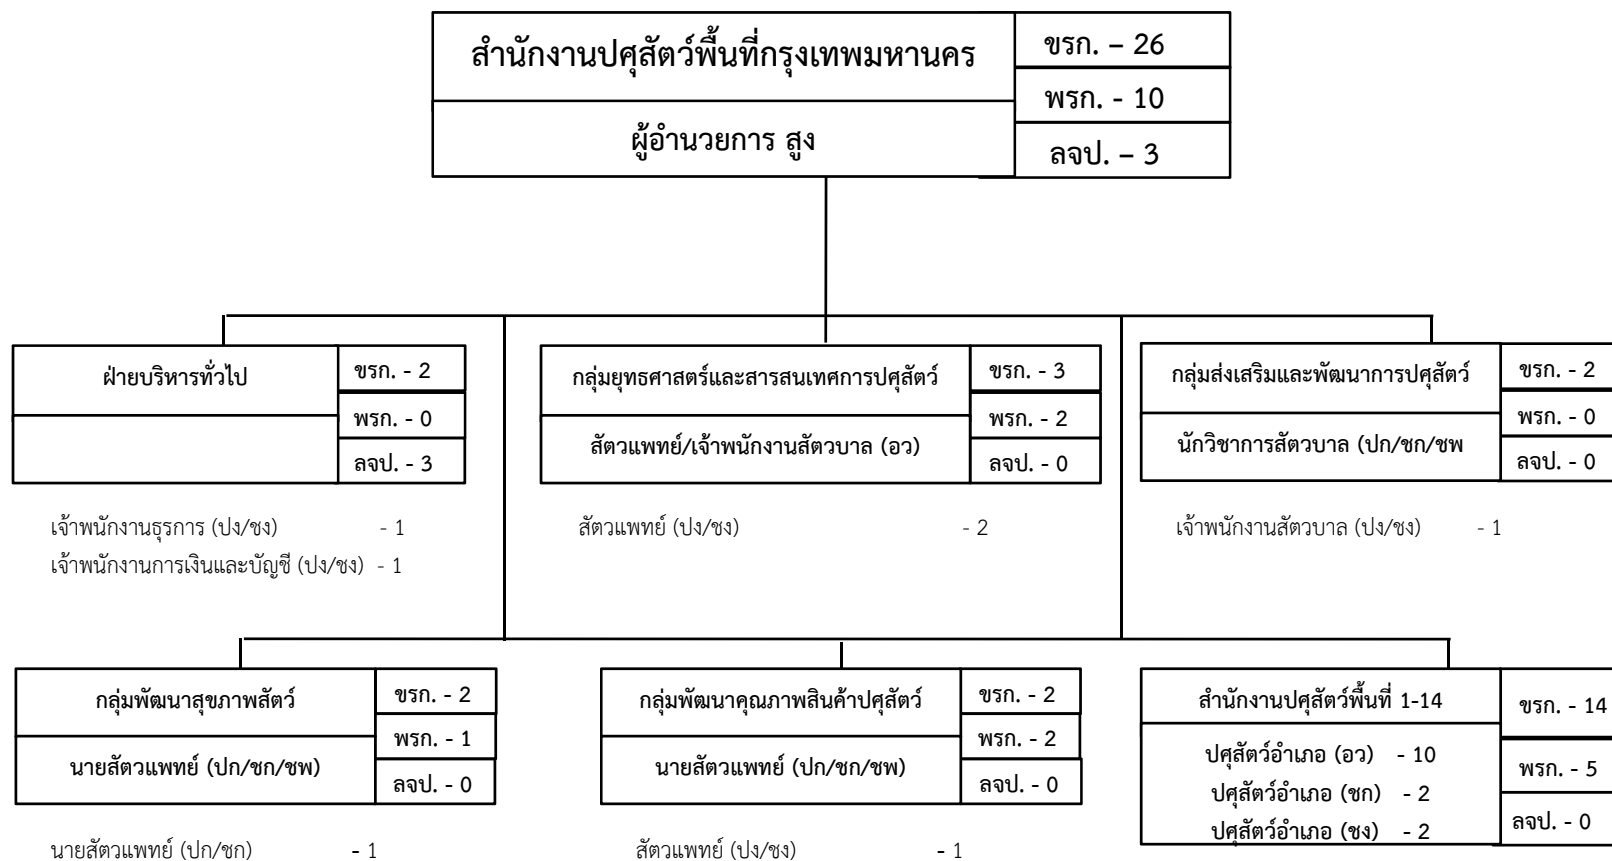 สำนักงานปศุสัตว์พื้นที่กรุงเทพมหานคร
ผู้อำนวยการ สูง
ขรก. – 26
พรก. - 10
ลจป. – 3
ฝ่ายบริหารทั่วไป
ขรก. - 2
พรก. - 0
ลจป. - 3
เจ้าพนักงานธุรการ (ปง/ชง) - 1
เจ้าพนักงานการเงินและบัญชี (ปง/ชง) - 1
กลุ่มยุทธศาสตร์และสารสนเทศการปศุสัตว์
สัตวแพทย์/เจ้าพนักงานสัตวบาล (อว)
ขรก. - 3
พรก. - 2
ลจป. - 0
สัตวแพทย์ (ปง/ชง) - 2
กลุ่มส่งเสริมและพัฒนาการปศุสัตว์
นักวิชาการสัตวบาล (ปก/ชก/ชพ
ขรก. - 2
พรก. - 0
ลจป. - 0
เจ้าพนักงานสัตวบาล (ปง/ชง) - 1
กลุ่มพัฒนาสุขภาพสัตว์
นายสัตวแพทย์ (ปก/ชก/ชพ)
ขรก. - 2
พรก. - 1
ลจป. - 0
นายสัตวแพทย์ (ปก/ชก) - 1
กลุ่มพัฒนาคุณภาพสินค้าปศุสัตว์
นายสัตวแพทย์ (ปก/ชก/ชพ)
ขรก. - 2
พรก. - 2
ลจป. - 0
สัตวแพทย์ (ปง/ชง) - 1
สำนักงานปศุสัตว์พื้นที่ 1-14
ปศุสัตว์อำเภอ (อว) - 10
ปศุสัตว์อำเภอ (ชก) - 2
ปศุสัตว์อำเภอ (ชง) - 2
ขรก. - 14
พรก. - 5
ลจป. - 0